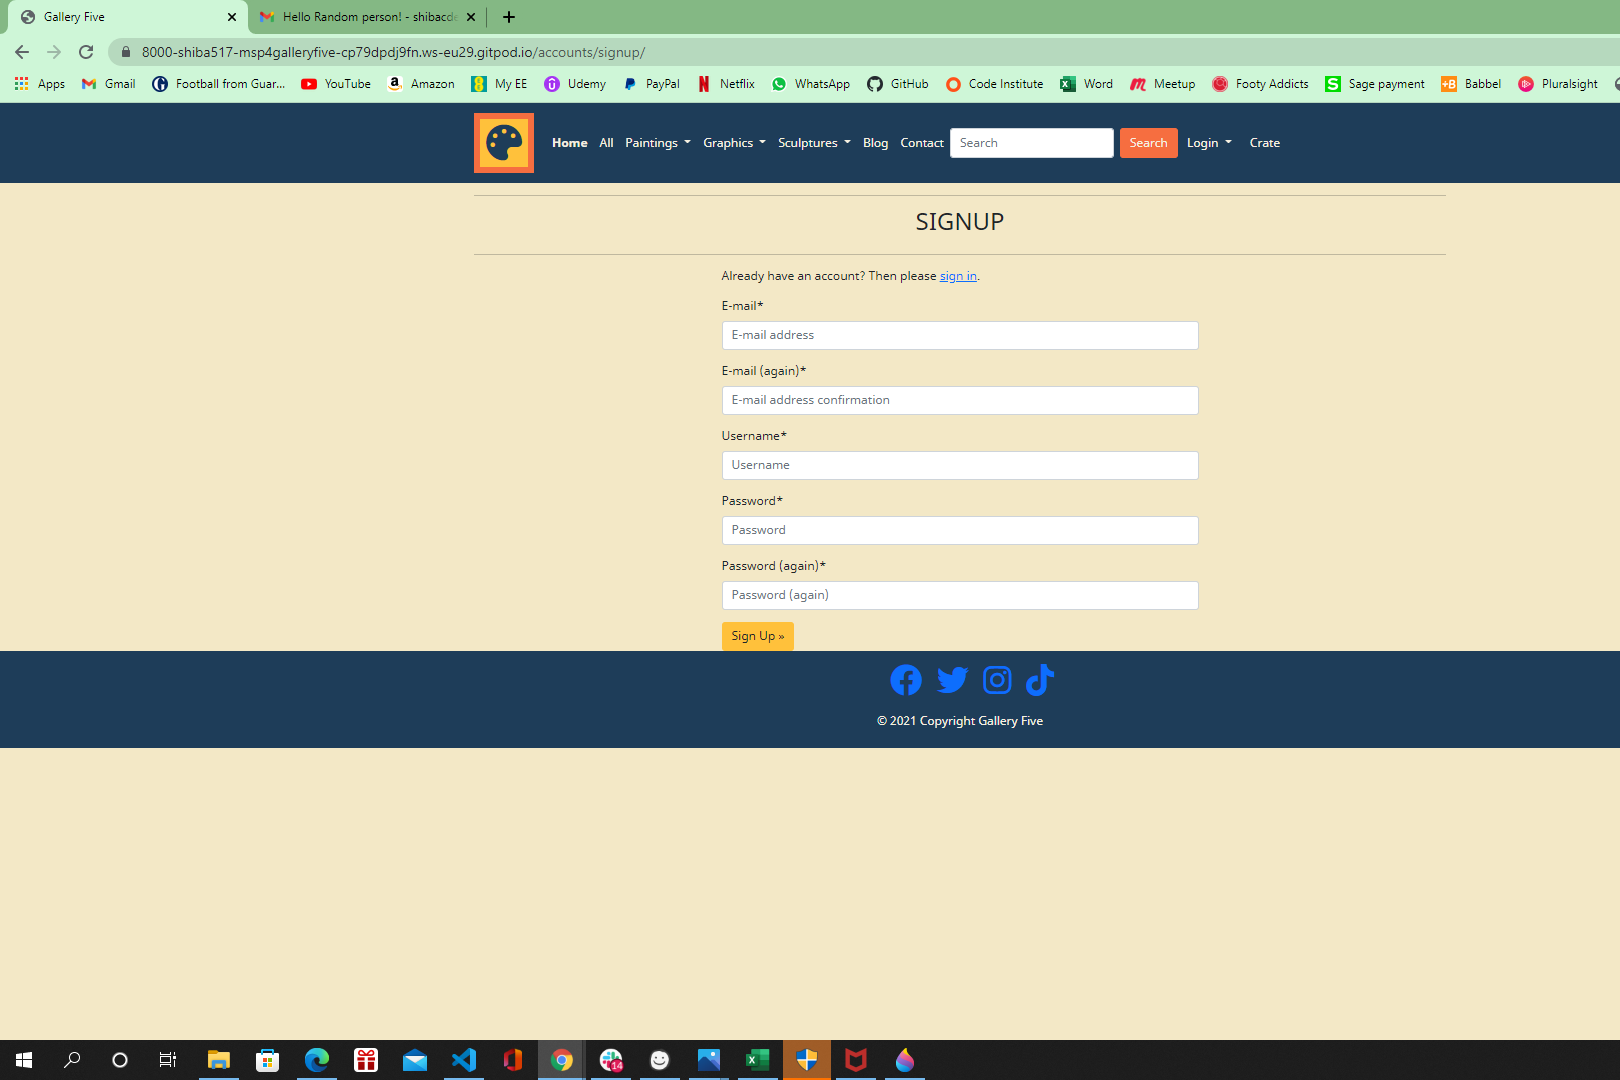 Gallery Five
Hello Random person! - shibacde
8000-shiba517-msp4galleryfive-cp79dpdj9fn.ws-eu29.gitpod.io/accounts/signup/
Apps Gmail Football from Guar... YouTube Amazon My EE Udemy PayPal Netflix WhatsApp GitHub Code Institute Word Meetup Footy Addicts Sage payment Babbel Pluralsight
Home All Paintings Graphics Sculptures Blog Contact Search Search Login Crate
SIGNUP
Already have an account? Then please sign in.
E-mail*
E-mail address
E-mail (again)*
E-mail address confirmation
Username*
Username
Password*
Password
Password (again)*
Password (again)
Sign Up »
© 2021 Copyright Gallery Five
14